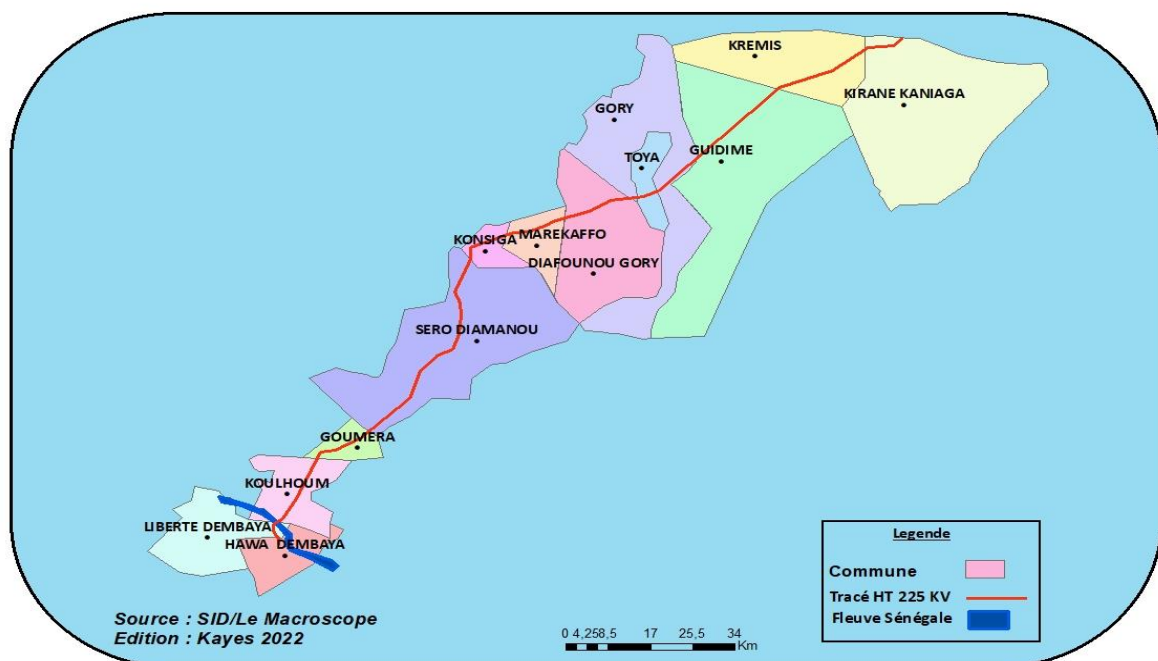 KREMIS
KIRANE KANIAGA
GORY
TOYA
GUIDIME
KONSIGA
MAREKAFFO
DIAFOUNOU GORY
SERO DIAMANOU
GOUMERA
KOULHOUM
LIBERTE DEMBAYA
HAWA DEMBAYA
Legende
Commune
Tracé HT 225 KV
Fleuve Sénégale
Source : SID/Le Macroscope
Edition : Kayes 2022
0 4,258,5 17 25,5 34
Km